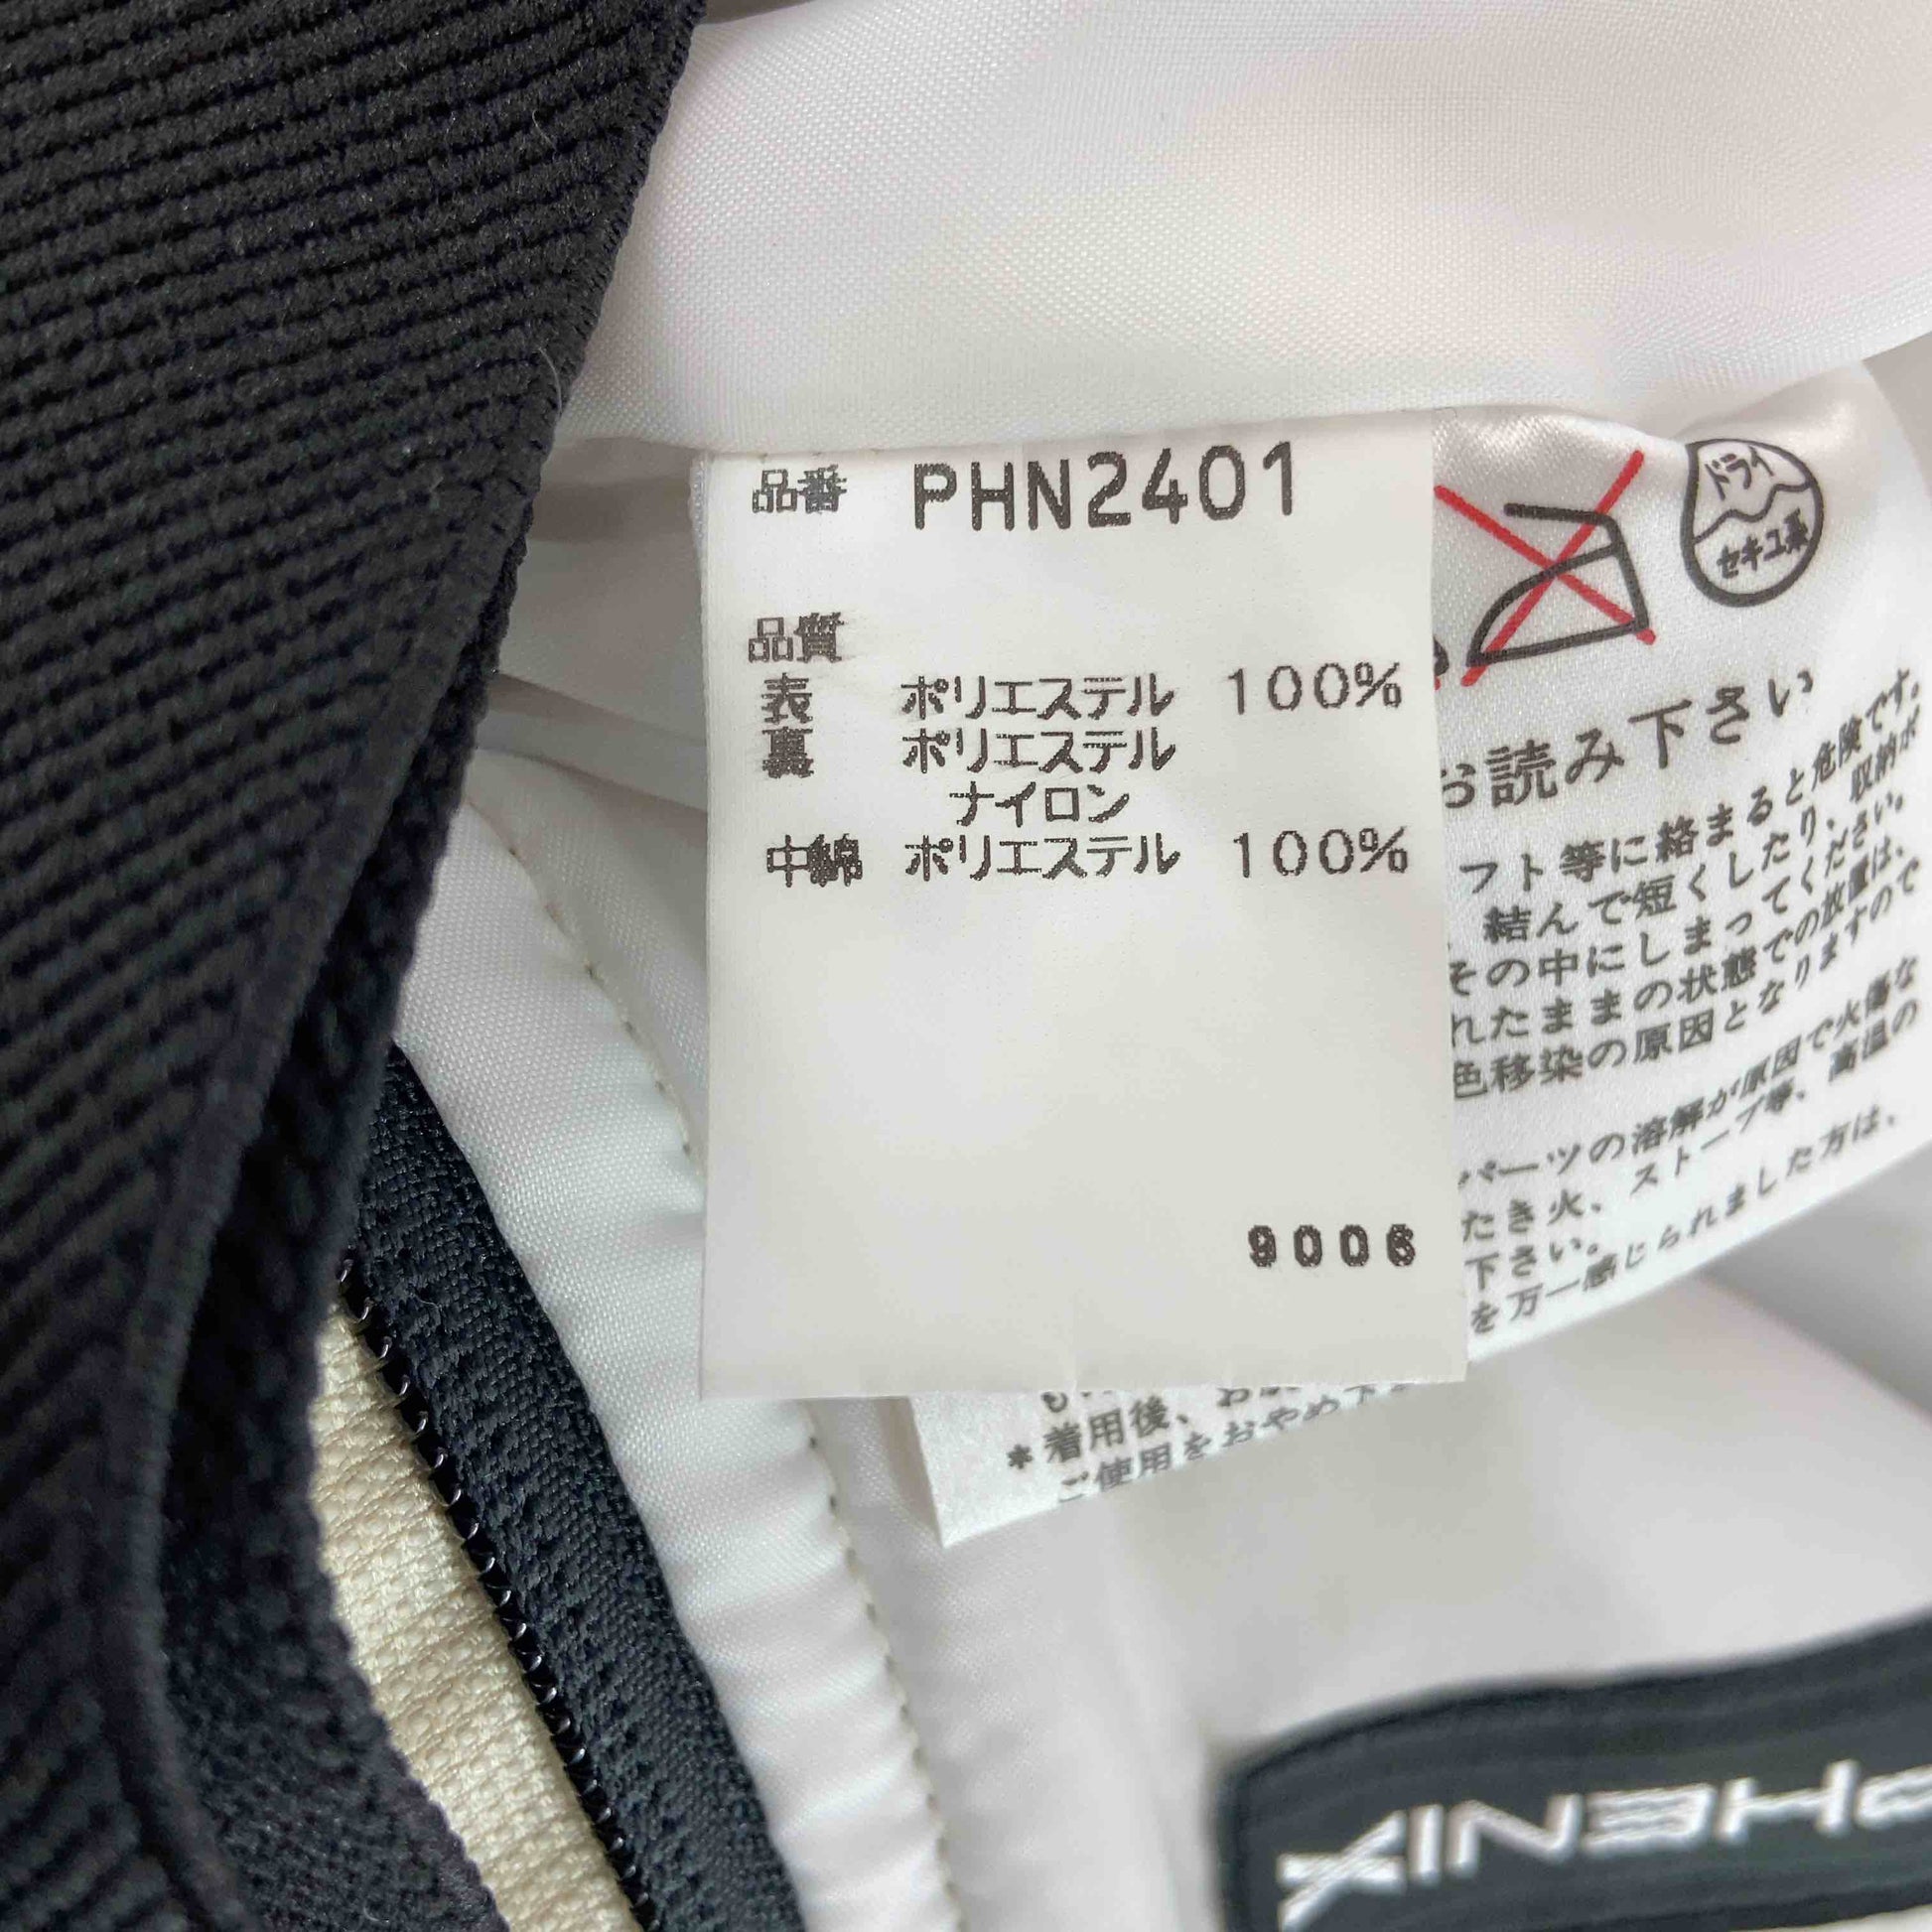 品番 PHN2401
品質
表 ポリエステル 100%
裏 ポリエステル
ナイロン
中綿 ポリエステル 100%
9006
ドライ
セキユ系
お読み下さい
フト等に絡まると危険です。
結んで短くしたり、収納ポ
その中にしまってください。
れたままの状態での放置は、
色移染の原因となりますので
パーツの溶解が原因で火傷な
たき火、ストーブ等、高温の
下さい。
を万一感じられました方は、
*着用後、お
ご使用をおやめ下
PHENIX